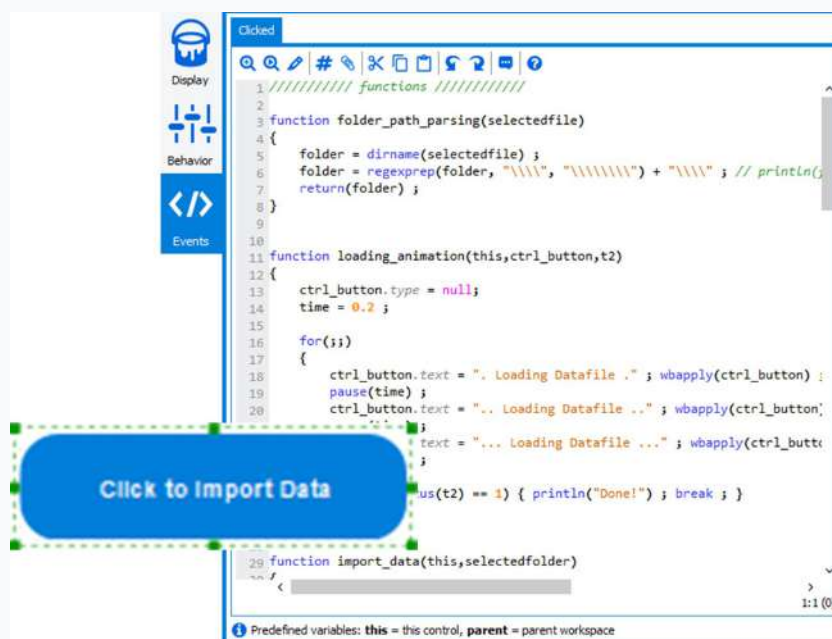 Clicked
Display
Behavior
Events
1 /////////// functions ////////////
2
3 function folder_path_parsing(selectedfile)
4 {
5 folder = dirname(selectedfile) ;
6 folder = regexprep(folder, "\\\\", "\\\\\\\\") + "\\\\" ; // println(
7 return(folder) ;
8 }
9
10
11 function loading_animation(this,ctrl_button,t2)
12 {
13 ctrl_button.type = null;
14 time = 0.2 ;
15
16 for(;;)
17 {
18 ctrl_button.text = ". Loading Datafile ." ; wbapply(ctrl_button) ;
19 pause(time) ;
20 ctrl_button.text = ".. Loading Datafile .." ; wbapply(ctrl_button)
;
text = "... Loading Datafile ..." ; wbapply(ctrl_butto
;
Click to Import Data
us(t2) == 1) { println("Done!") ; break ; }
29 function import_data(this,selectedfolder)
{
1:1 (0
Predefined variables: this = this control, parent = parent workspace